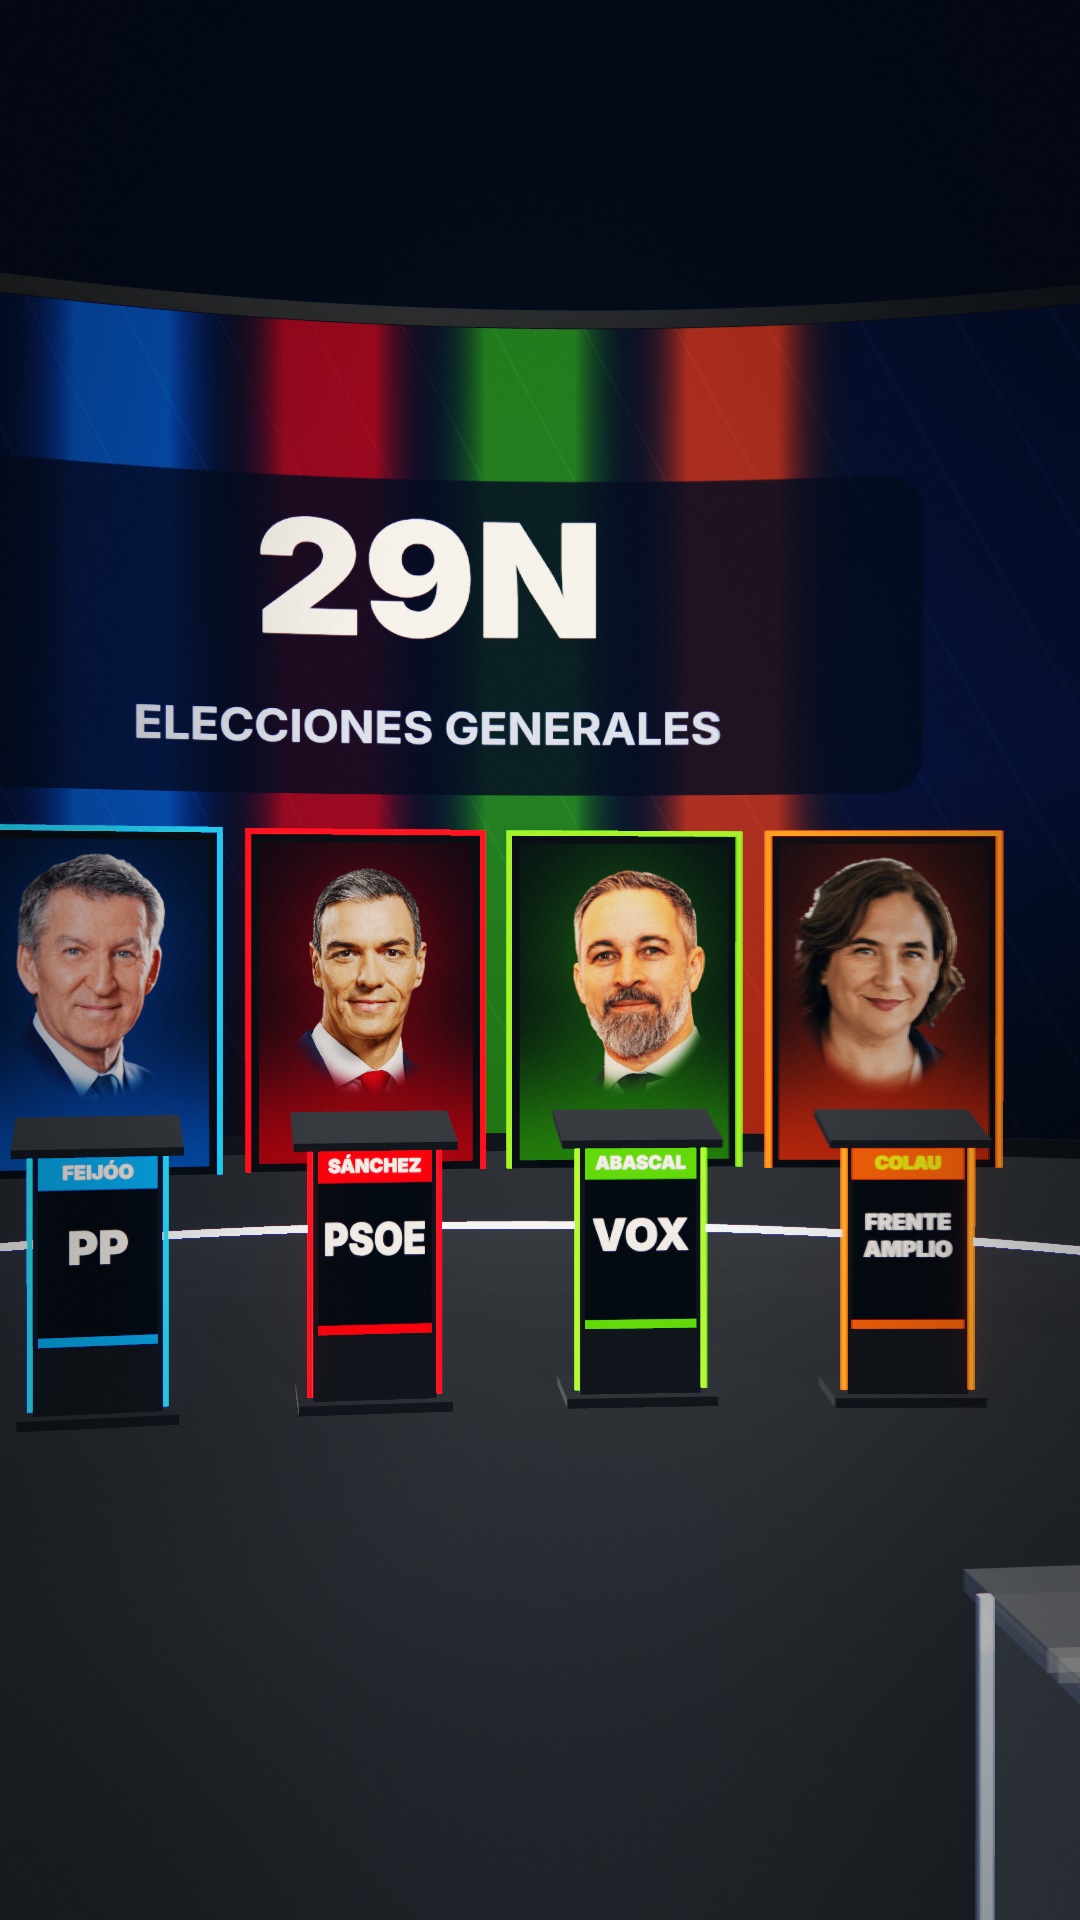 29N
ELECCIONES GENERALES
FEIJÓO
PP
SÁNCHEZ
PSOE
ABASCAL
VOX
COLAU
FRENTE
AMPLIO